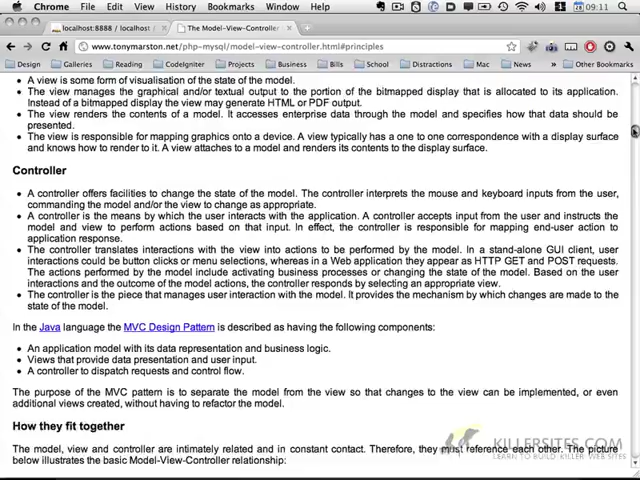 Chrome File Edit View History Bookmarks Window Help 09:11
localhost:8888 / localhost / The Model-View-Controller
www.tonymarston.net/php-mysql/model-view-controller.html#principles
Design Reading CodeIgniter Projects Business Bills School Disctractions Mac News Other Bookmarks
• A view is some form of visualisation of the state of the model.
• The view manages the graphical and/or textual output to the portion of the bitmapped display that is allocated to its application.
Instead of a bitmapped display the view may generate HTML or PDF output.
• The view renders the contents of a model. It accesses enterprise data through the model and specifies how that data should be
presented.
• The view is responsible for mapping graphics onto a device. A view typically has a one to one correspondence with a display surface
and knows how to render to it. A view attaches to a model and renders its contents to the display surface.
Controller
• A controller offers facilities to change the state of the model. The controller interprets the mouse and keyboard inputs from the user,
commanding the model and/or the view to change as appropriate.
• A controller is the means by which the user interacts with the application. A controller accepts input from the user and instructs the
model and view to perform actions based on that input. In effect, the controller is responsible for mapping end-user action to
application response.
• The controller translates interactions with the view into actions to be performed by the model. In a stand-alone GUI client, user
interactions could be button clicks or menu selections, whereas in a Web application they appear as HTTP GET and POST requests.
The actions performed by the model include activating business processes or changing the state of the model. Based on the user
interactions and the outcome of the model actions, the controller responds by selecting an appropriate view.
• The controller is the piece that manages user interaction with the model. It provides the mechanism by which changes are made to the
state of the model.
In the Java language the MVC Design Pattern is described as having the following components:
• An application model with its data representation and business logic.
• Views that provide data presentation and user input.
• A controller to dispatch requests and control flow.
The purpose of the MVC pattern is to separate the model from the view so that changes to the view can be implemented, or even
additional views created, without having to refactor the model.
How they fit together
The model, view and controller are intimately related and in constant contact. Therefore, they must reference each other. The picture
below illustrates the basic Model-View-Controller relationship:
KILLERSITES.COM
LEARN TO BUILD KILLER WEB SITES